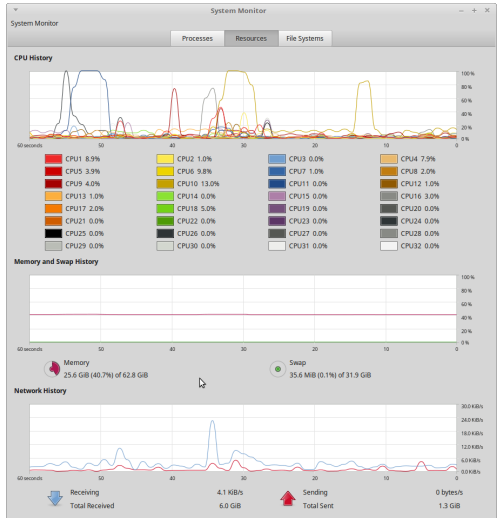 System Monitor
System Monitor
Processes Resources File Systems
CPU History
100%
80%
60%
40%
20%
0%
60 seconds 50 40 30 20 10 0
CPU1 8.9% CPU2 1.0% CPU3 0.0% CPU4 7.9%
CPU5 3.9% CPU6 9.8% CPU7 1.0% CPU8 2.0%
CPU9 4.0% CPU10 13.0% CPU11 0.0% CPU12 1.0%
CPU13 1.0% CPU14 0.0% CPU15 0.0% CPU16 3.0%
CPU17 2.0% CPU18 5.0% CPU19 0.0% CPU20 0.0%
CPU21 0.0% CPU22 0.0% CPU23 0.0% CPU24 0.0%
CPU25 0.0% CPU26 0.0% CPU27 0.0% CPU28 0.0%
CPU29 0.0% CPU30 0.0% CPU31 0.0% CPU32 0.0%
Memory and Swap History
100%
80%
60%
40%
20%
0%
60 seconds 50 40 30 20 10 0
Memory Swap
25.6 GiB (40.7%) of 62.8 GiB 35.6 MiB (0.1%) of 31.9 GiB
Network History
30.0 KiB/s
24.0 KiB/s
18.0 KiB/s
12.0 KiB/s
6.0 KiB/s
0.0 KiB/s
60 seconds 50 40 30 20 10 0
Receiving 4.1 KiB/s Sending 0 bytes/s
Total Received 6.0 GiB Total Sent 1.3 GiB